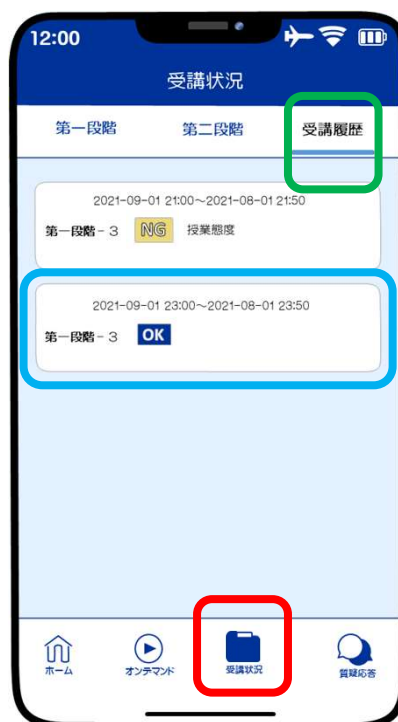 12:00
受講状況
第一段階 第二段階 受講履歴
2021-09-01 21:00～2021-08-01 21:50
第一段階 - 3 NG 授業態度
2021-09-01 23:00～2021-08-01 23:50
第一段階 - 3 OK
ホーム オンデマンド 受講状況 質疑応答